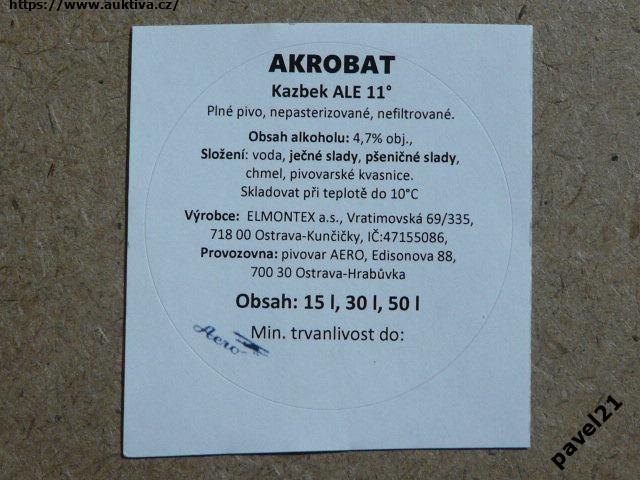 https://www.auktiva.cz/
AKROBAT
Kazbek ALE 11°
Plné pivo, nepasterizované, nefiltrované.
Obsah alkoholu: 4,7% obj.,
Složení: voda, ječné slady, pšeničné slady,
chmel, pivovarské kvasnice.
Skladovat při teplotě do 10°C
Výrobce: ELMONTEX a.s., Vratimovská 69/335,
718 00 Ostrava-Kunčičky, IČ:47155086,
Provozovna: pivovar AERO, Edisonova 88,
700 30 Ostrava-Hrabůvka
Obsah: 15 l, 30 l, 50 l
Min. trvanlivost do:
Aero
pavel21